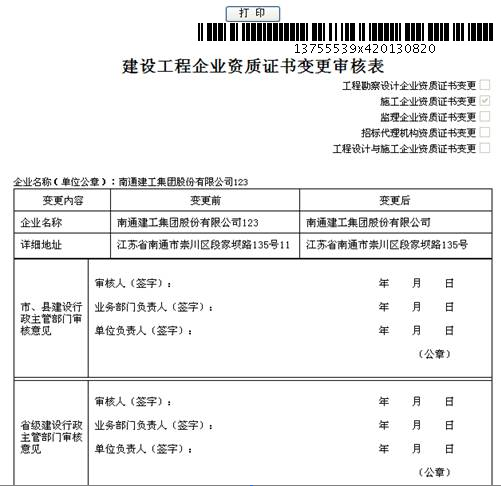 打 印
13755539x420130820
建设工程企业资质证书变更审核表
工程勘察设计企业资质证书变更
施工企业资质证书变更
监理企业资质证书变更
招标代理机构资质证书变更
工程设计与施工企业资质证书变更
企业名称(单位公章):南通建工集团股份有限公司123
变更内容 变更前 变更后
企业名称 南通建工集团股份有限公司123 南通建工集团股份有限公司
详细地址 江苏省南通市崇川区段家坝路135号11 江苏省南通市崇川区段家坝路135号
市、县建设行
政主管部门审
核意见
审核人(签字): 年 月 日
业务部门负责人(签字): 年 月 日
单位负责人(签字): 年 月 日
(公章)
省级建设行政
主管部门审核
意见
审核人(签字): 年 月 日
业务部门负责人(签字): 年 月 日
单位负责人(签字): 年 月 日
(公章)